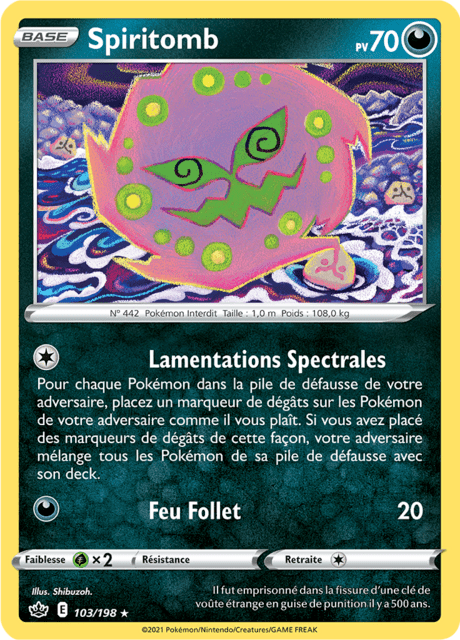 BASE Spiritomb PV 70
N° 442 Pokémon Interdit Taille : 1,0 m Poids : 108,0 kg
Lamentations Spectrales
Pour chaque Pokémon dans la pile de défausse de votre
adversaire, placez un marqueur de dégâts sur les Pokémon
de votre adversaire comme il vous plaît. Si vous avez placé
des marqueurs de dégâts de cette façon, votre adversaire
mélange tous les Pokémon de sa pile de défausse avec
son deck.
Feu Follet 20
Faiblesse ×2 Résistance Retraite
Illus. Shibuzoh.
E 103/198 ★
Il fut emprisonné dans la fissure d'une clé de
voûte étrange en guise de punition il y a 500 ans.
©2021 Pokémon/Nintendo/Creatures/GAME FREAK